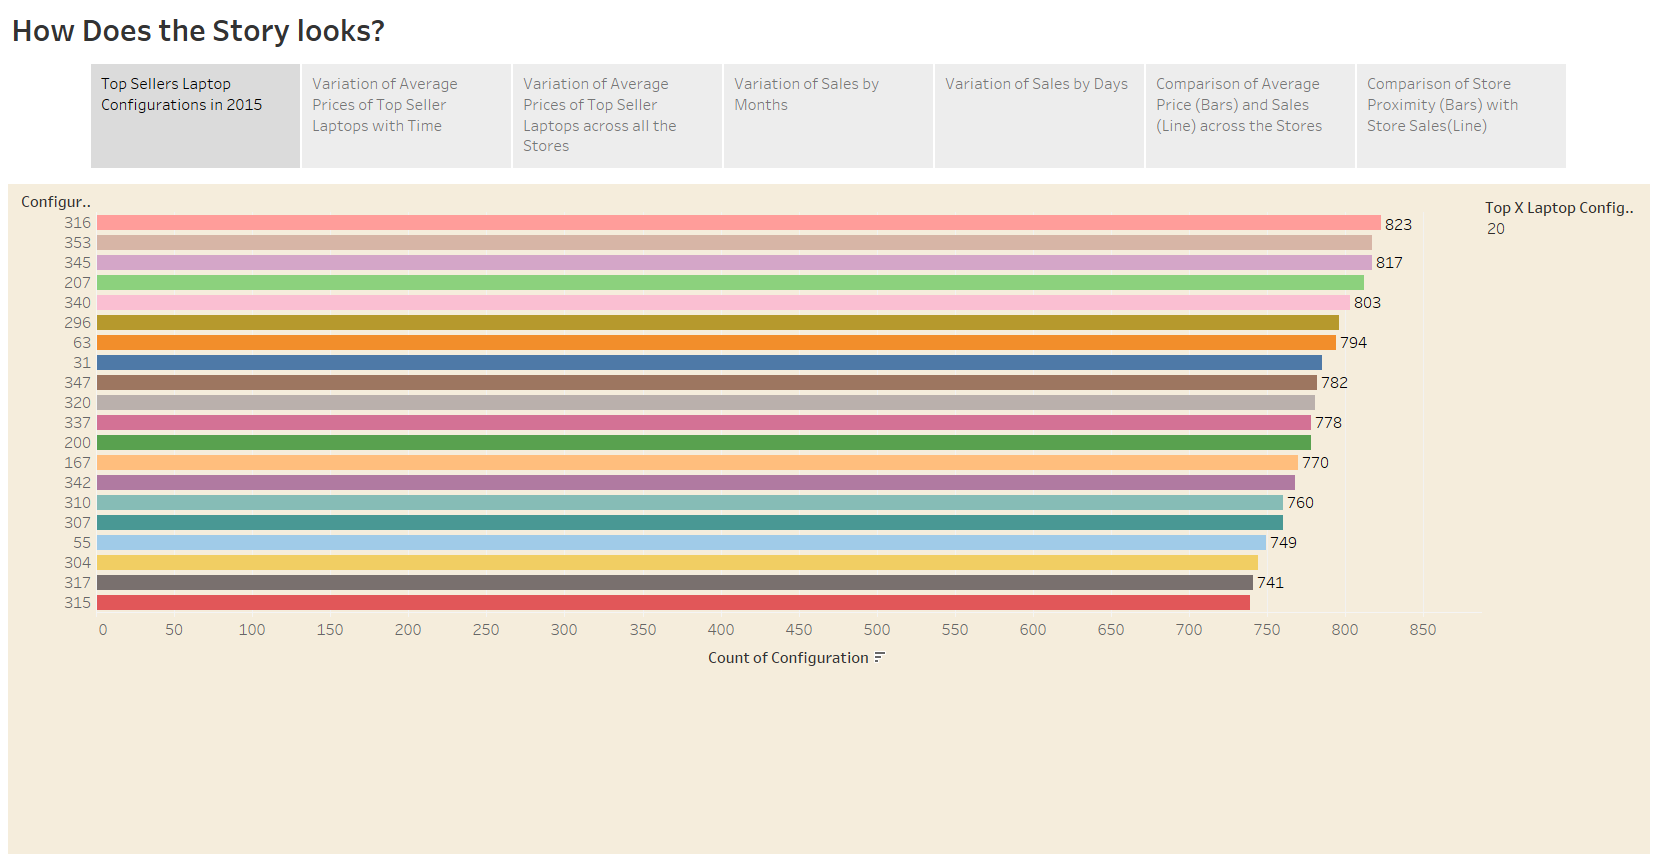 How Does the Story looks?
Top Sellers Laptop
Configurations in 2015
Variation of Average
Prices of Top Seller
Laptops with Time
Variation of Average
Prices of Top Seller
Laptops across all the
Stores
Variation of Sales by
Months
Variation of Sales by Days
Comparison of Average
Price (Bars) and Sales
(Line) across the Stores
Comparison of Store
Proximity (Bars) with
Store Sales(Line)
Configur..
Top X Laptop Config..
20
316 823
353
345 817
207
340 803
296
63 794
31
347 782
320
337 778
200
167 770
342
310 760
307
55 749
304
317 741
315
0 50 100 150 200 250 300 350 400 450 500 550 600 650 700 750 800 850
Count of Configuration